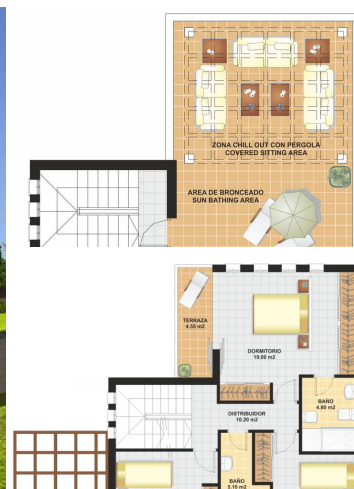 ZONA CHILL OUT CON PERGOLA
COVERED SITTING AREA
AREA DE BRONCEADO
SUN BATHING AREA
TERRAZA
4.55 m2
DORMITORIO
19.00 m2
BAÑO
4.80 m2
DISTRIBUIDOR
10.20 m2
BAÑO
5.10 m2